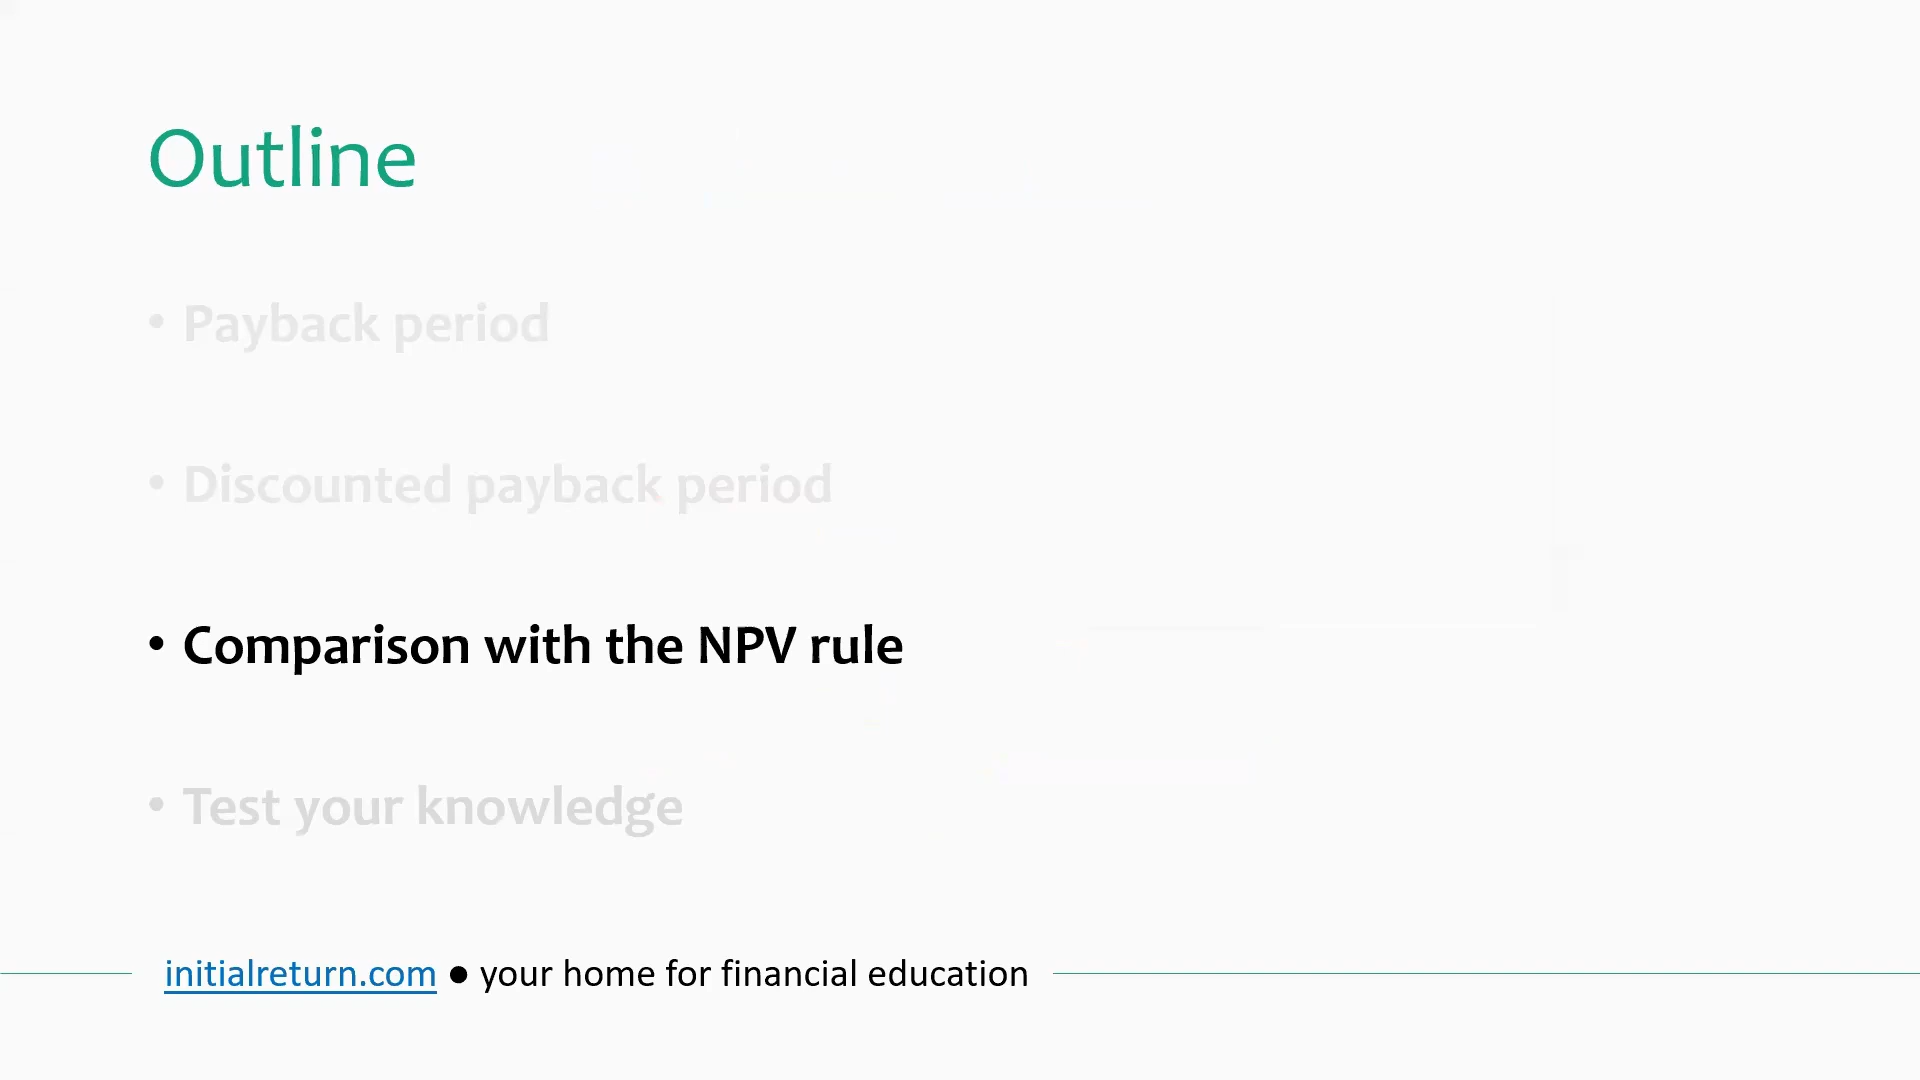 Outline
• Payback period
• Discounted payback period
• Comparison with the NPV rule
• Test your knowledge
initialreturn.com ● your home for financial education